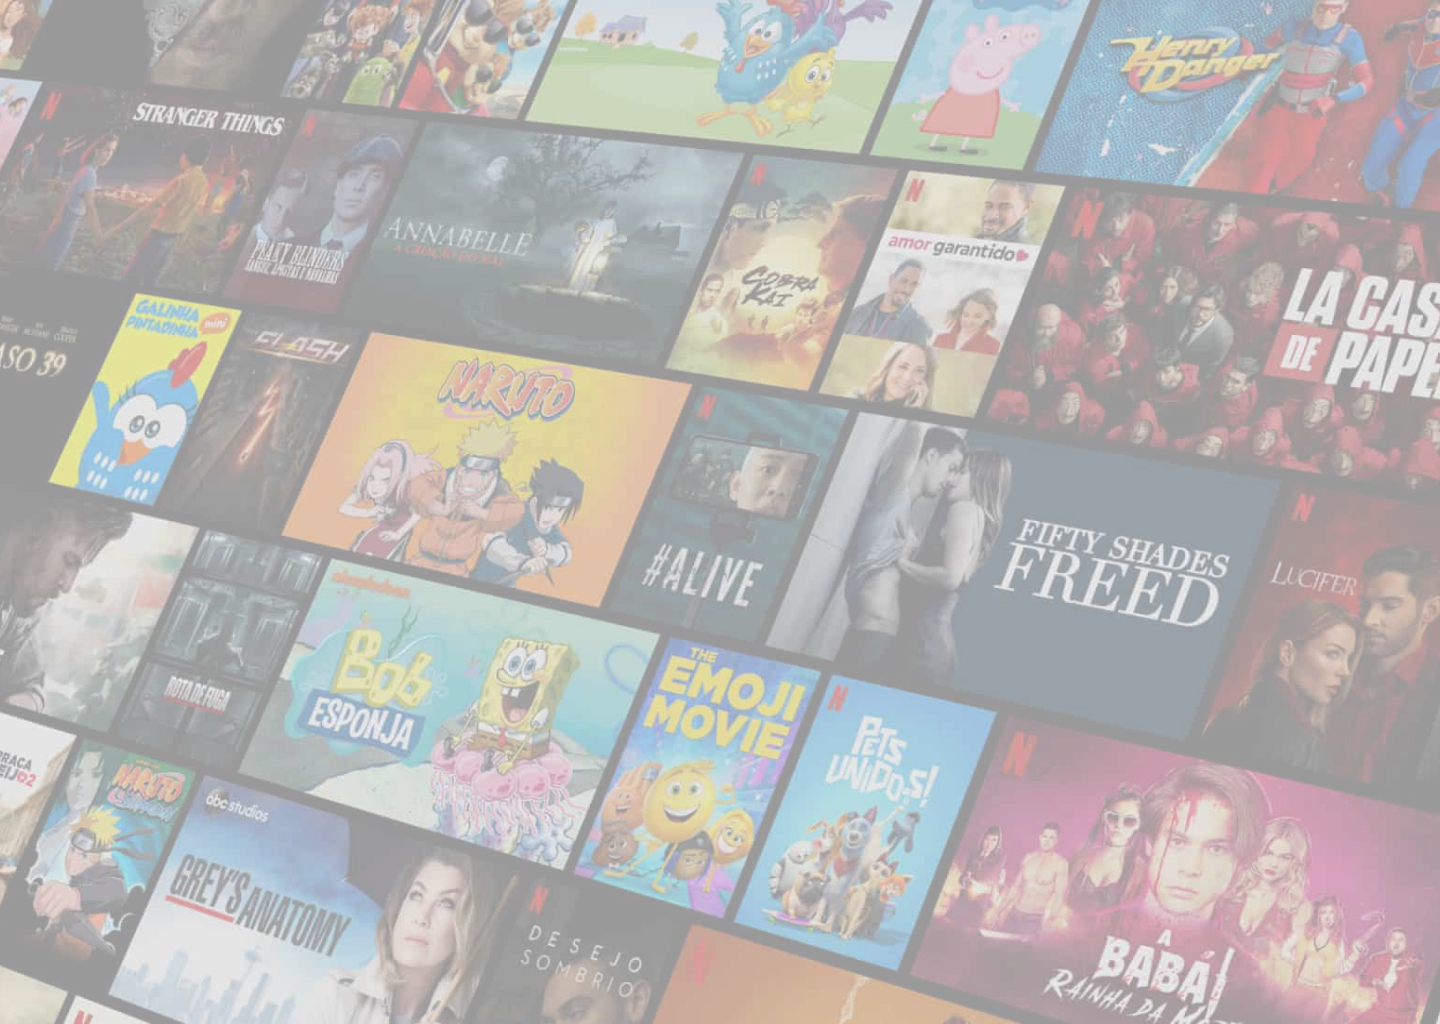 Henry
Danger
STRANGER THINGS
PEAKY BLINDERS
SANGUE, APOSTAS E NAVALHAS
ANNABELLE
A CRIAÇÃO DO MAL
COBRA
KAI
amor garantido
LA CAS
DE PAPE
ASO 39
GALINHA
PINTADINHA
mini
FLASH
NARUTO
#ALIVE
FIFTY SHADES
FREED
LUCIFER
ROTA DE FUGA
nickelodeon
BOB
ESPONJA
THE
EMOJI
MOVIE
PETS
UNIDOS!
RRACA
EIJO2
NARUTO
abc studios
GREY'S ANATOMY
DESEJO
SOMBRIO
A
BABÁ
RAINHA DA